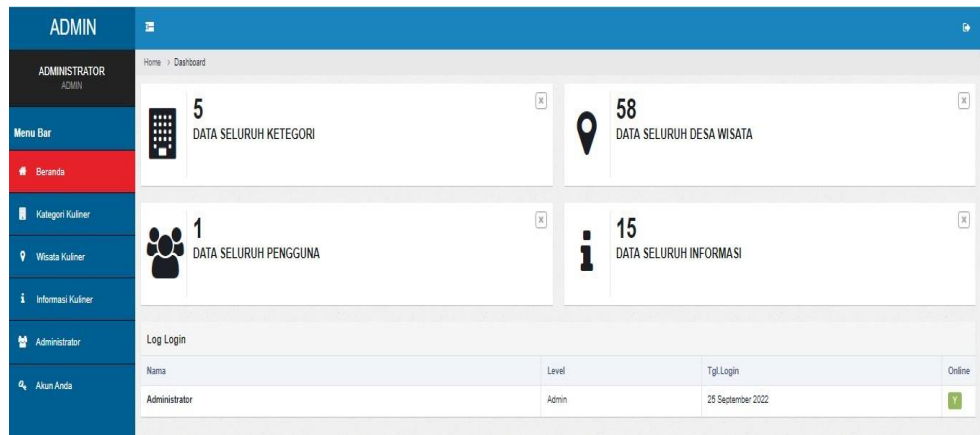 ADMIN
ADMINISTRATOR
ADMIN
Menu Bar
Beranda
Kategori Kuliner
Wisata Kuliner
Informasi Kuliner
Administrator
Akun Anda
Home > Dashboard
5
DATA SELURUH KETEGORI
58
DATA SELURUH DESA WISATA
1
DATA SELURUH PENGGUNA
15
DATA SELURUH INFORMASI
Log Login
Nama Level Tgl.Login Online
Administrator Admin 25 September 2022 Y